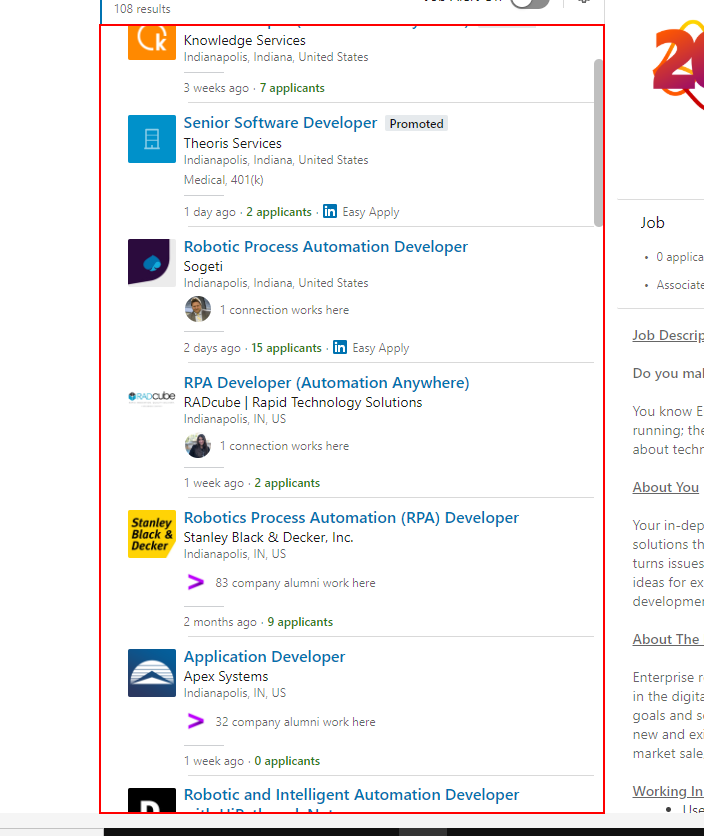 108 results
Knowledge Services
Indianapolis, Indiana, United States
3 weeks ago · 7 applicants
Senior Software Developer Promoted
Theoris Services
Indianapolis, Indiana, United States
Medical, 401(k)
1 day ago · 2 applicants · in Easy Apply
Robotic Process Automation Developer
Sogeti
Indianapolis, Indiana, United States
1 connection works here
2 days ago · 15 applicants · in Easy Apply
RPA Developer (Automation Anywhere)
RADcube
RADcube | Rapid Technology Solutions
Indianapolis, IN, US
1 connection works here
1 week ago · 2 applicants
Stanley
Black &
Decker
Robotics Process Automation (RPA) Developer
Stanley Black & Decker, Inc.
Indianapolis, IN, US
83 company alumni work here
2 months ago · 9 applicants
Application Developer
Apex Systems
Indianapolis, IN, US
32 company alumni work here
1 week ago · 0 applicants
Robotic and Intelligent Automation Developer
20
Job
• 0 applica
• Associate
Job Descrip
Do you mal
You know E
running; the
about techn
About You
Your in-dep
solutions th
turns issues
ideas for ex
developmen
About The
Enterprise r
in the digita
goals and s
new and exi
market sale
Working In
• Use